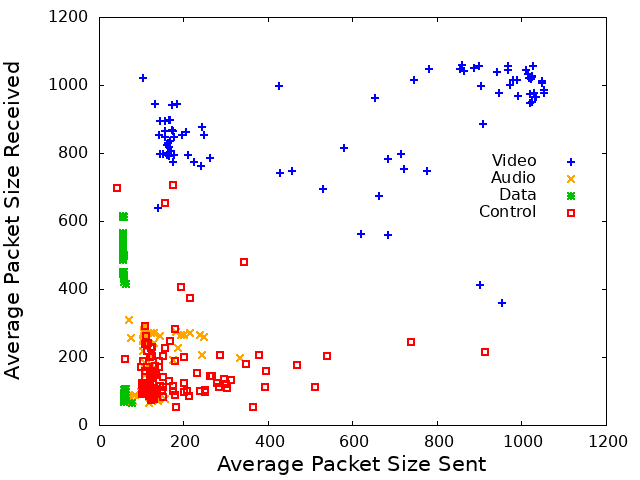 1200
1000
800
600
400
200
0
0 200 400 600 800 1000 1200
Average Packet Size Received
Average Packet Size Sent
Video
Audio
Data
Control